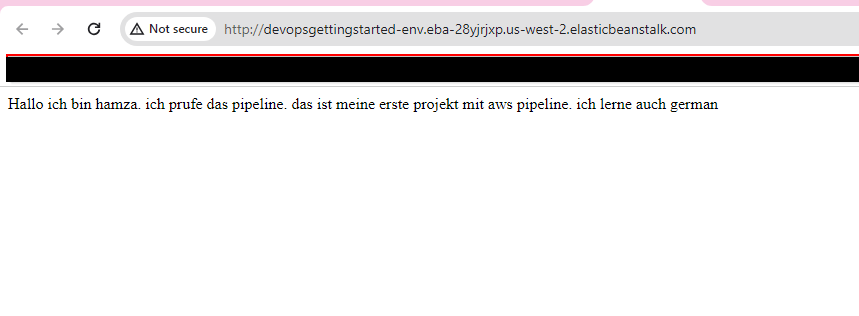 Not secure http://devopsgettingstarted-env.eba-28yjrjxp.us-west-2.elasticbeanstalk.com
Hallo ich bin hamza. ich prufe das pipeline. das ist meine erste projekt mit aws pipeline. ich lerne auch german